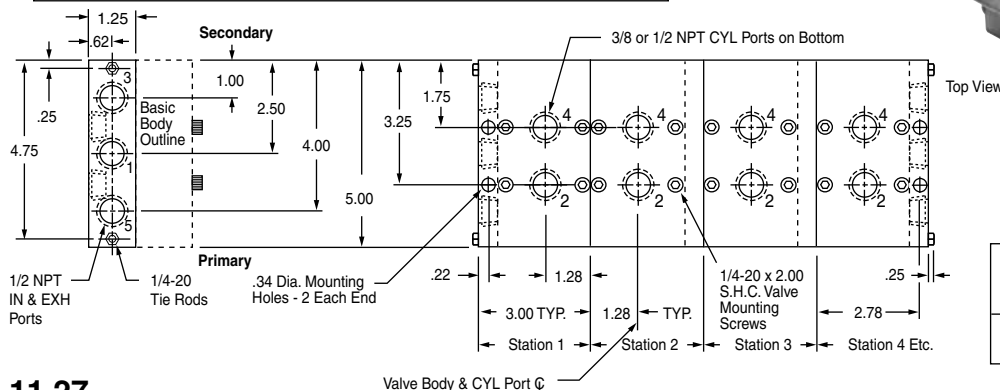 1.25
.62
Secondary
3/8 or 1/2 NPT CYL Ports on Bottom
Top View
3
1.00
.25
2.50
1.75
Basic
Body
Outline
3.25
4 4 4 4
4.75
4.00
1
5.00
2 2 2 2
5
Primary
1/2 NPT
IN & EXH
Ports
1/4-20
Tie Rods
.34 Dia. Mounting
Holes - 2 Each End
.22
1.28
1/4-20 x 2.00
S.H.C. Valve
Mounting
Screws
.25
3.00 TYP.
1.28
TYP.
2.78
Station 1
Station 2
Station 3
Station 4 Etc.
Valve Body & CYL Port ℄